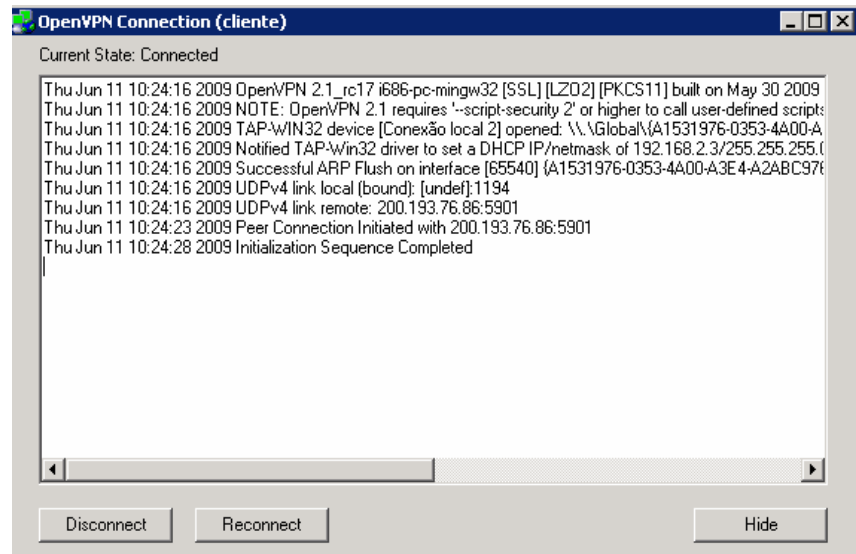 OpenVPN Connection (cliente)
Current State: Connected
Thu Jun 11 10:24:16 2009 OpenVPN 2.1_rc17 i686-pc-mingw32 [SSL] [LZO2] [PKCS11] built on May 30 2009
Thu Jun 11 10:24:16 2009 NOTE: OpenVPN 2.1 requires '--script-security 2' or higher to call user-defined scripts
Thu Jun 11 10:24:16 2009 TAP-WIN32 device [Conexão local 2] opened: \\.\Global\{A1531976-0353-4A00-A
Thu Jun 11 10:24:16 2009 Notified TAP-Win32 driver to set a DHCP IP/netmask of 192.168.2.3/255.255.255.0
Thu Jun 11 10:24:16 2009 Successful ARP Flush on interface [65540] {A1531976-0353-4A00-A3E4-A2ABC976
Thu Jun 11 10:24:16 2009 UDPv4 link local (bound): [undef]:1194
Thu Jun 11 10:24:16 2009 UDPv4 link remote: 200.193.76.86:5901
Thu Jun 11 10:24:23 2009 Peer Connection Initiated with 200.193.76.86:5901
Thu Jun 11 10:24:28 2009 Initialization Sequence Completed
Disconnect Reconnect Hide